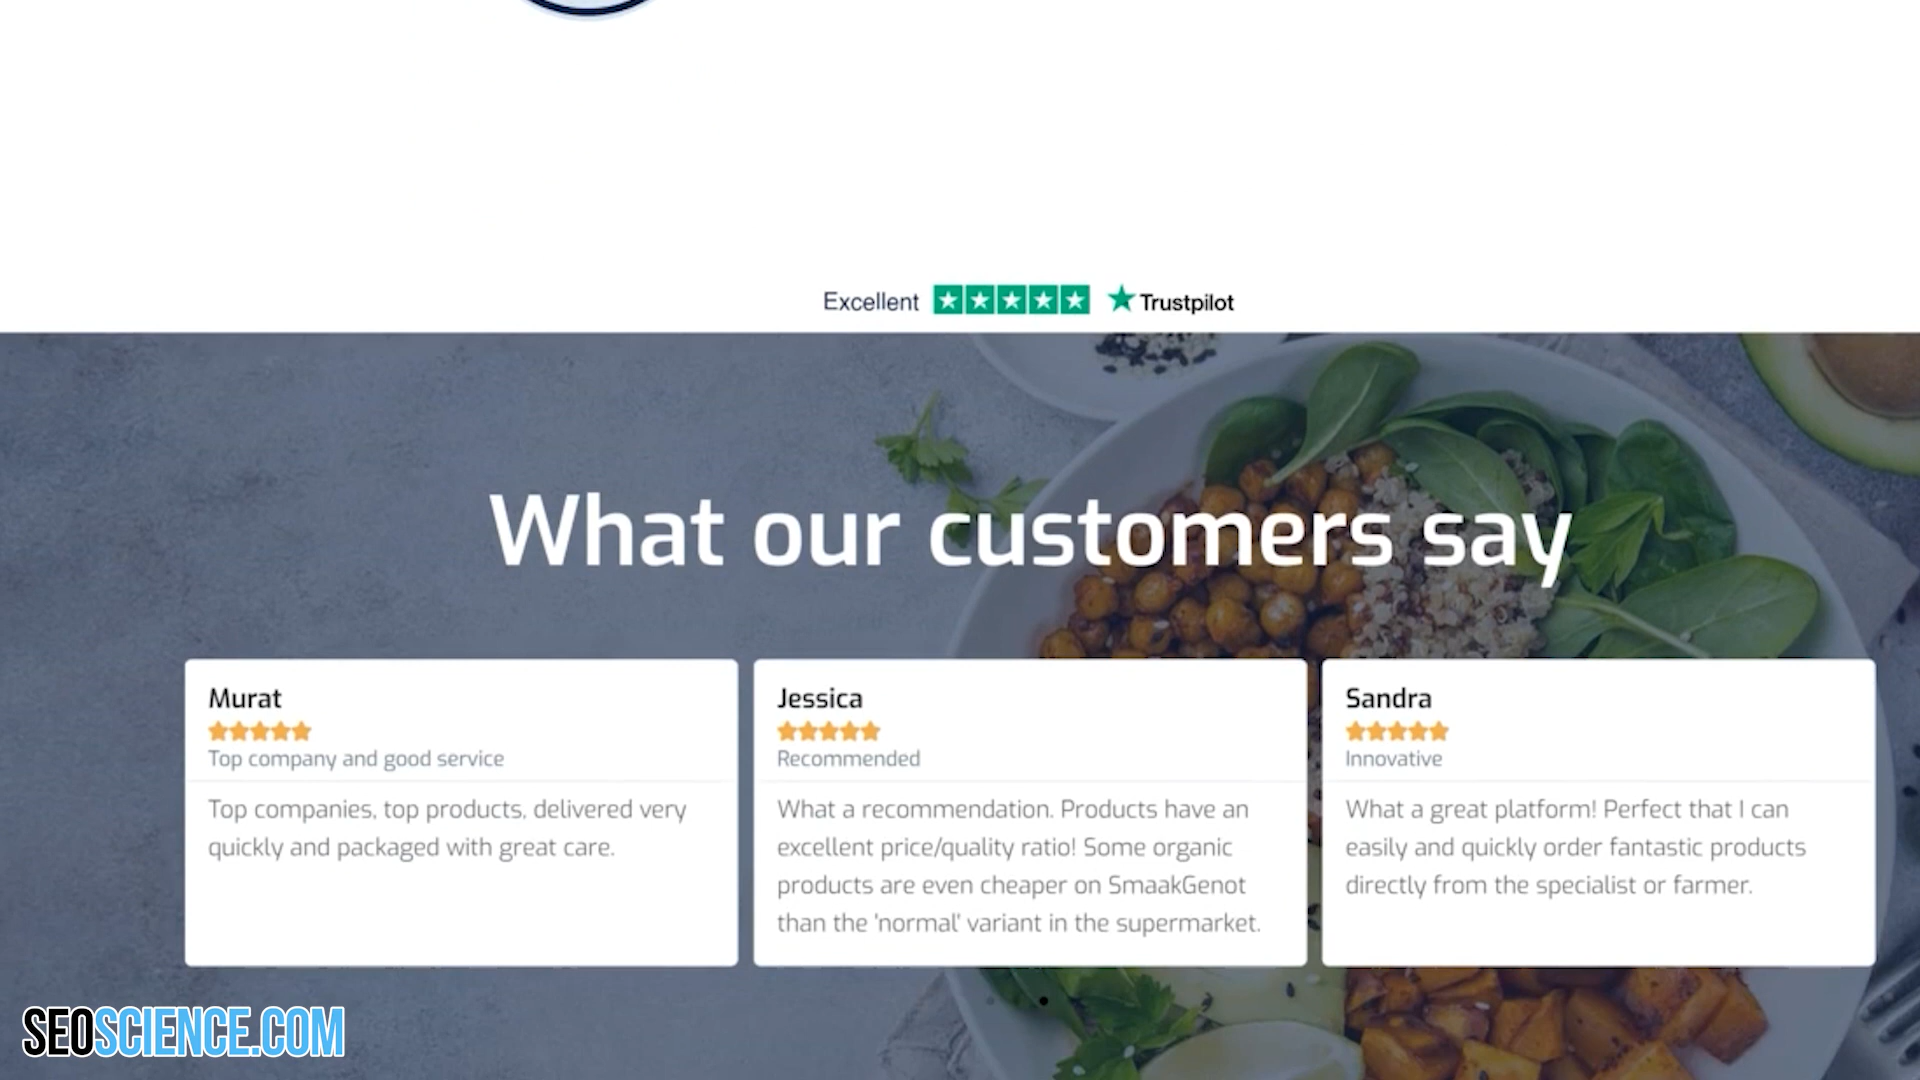 Excellent Trustpilot
What our customers say
Murat
Top company and good service
Top companies, top products, delivered very
quickly and packaged with great care.
Jessica
Recommended
What a recommendation. Products have an
excellent price/quality ratio! Some organic
products are even cheaper on SmaakGenot
than the 'normal' variant in the supermarket.
Sandra
Innovative
What a great platform! Perfect that I can
easily and quickly order fantastic products
directly from the specialist or farmer.
SEOSCIENCE.COM